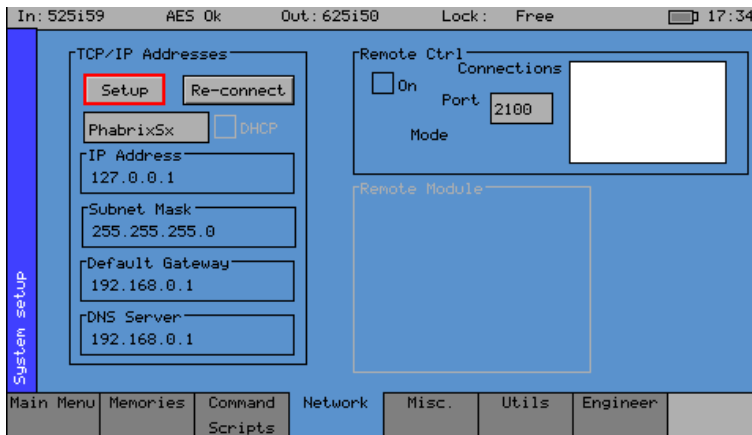 In:525i59 AES Ok Out:625i50 Lock: Free 17:34
TCP/IP Addresses
Setup Re-connect
PhabrixSx DHCP
IP Address
127.0.0.1
Subnet Mask
255.255.255.0
Default Gateway
192.168.0.1
DNS Server
192.168.0.1
Remote Ctrl
Connections
On
Port 2100
Mode
Remote Module
System setup
Main Menu Memories Command Scripts Network Misc. Utils Engineer